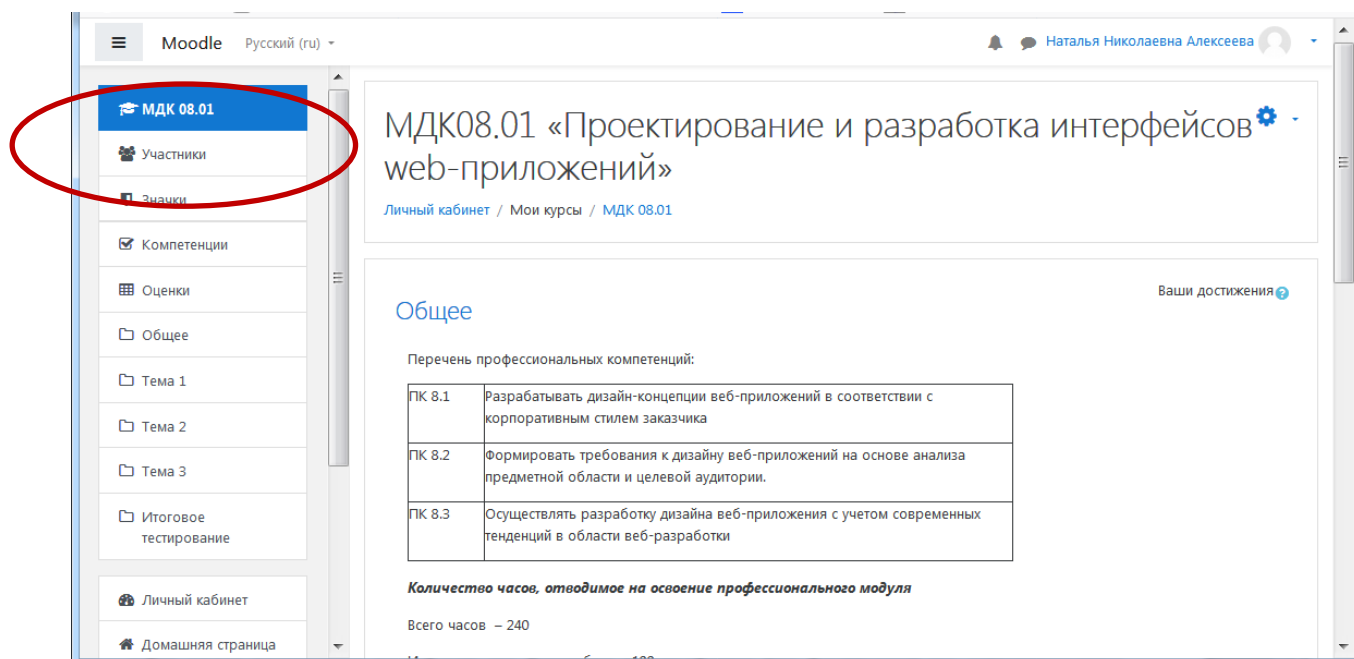 Moodle Русский (ru)
Наталья Николаевна Алексеева
МДК 08.01
Участники
Значки
Компетенции
Оценки
Общее
Тема 1
Тема 2
Тема 3
Итоговое
тестирование
Личный кабинет
Домашняя страница
МДК08.01 «Проектирование и разработка интерфейсов
web-приложений»
Личный кабинет / Мои курсы / МДК 08.01
Ваши достижения
Общее
Перечень профессиональных компетенций:
ПК 8.1 Разрабатывать дизайн-концепции веб-приложений в соответствии с
корпоративным стилем заказчика
ПК 8.2 Формировать требования к дизайну веб-приложений на основе анализа
предметной области и целевой аудитории.
ПК 8.3 Осуществлять разработку дизайна веб-приложения с учетом современных
тенденций в области веб-разработки
Количество часов, отводимое на освоение профессионального модуля
Всего часов – 240